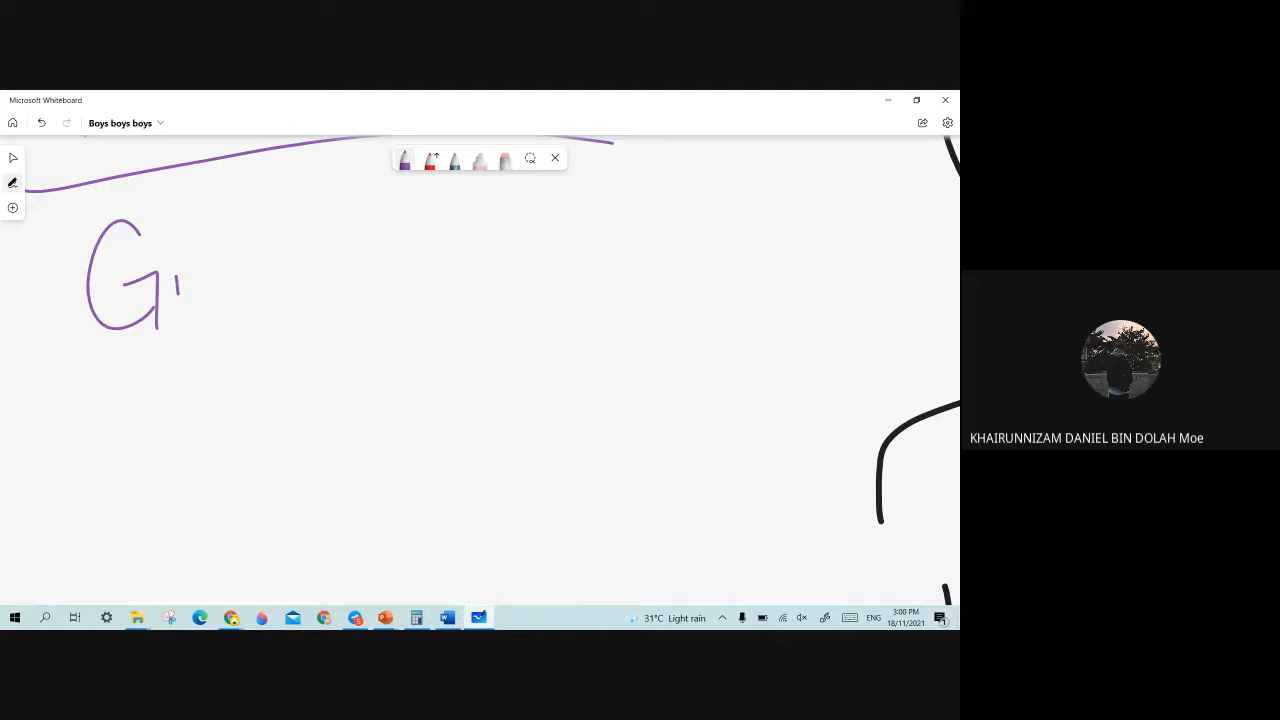 Microsoft Whiteboard
Boys boys boys
G
KHAIRUNNIZAM DANIEL BIN DOLAH Moe
31°C Light rain
ENG
3:00 PM
18/11/2021